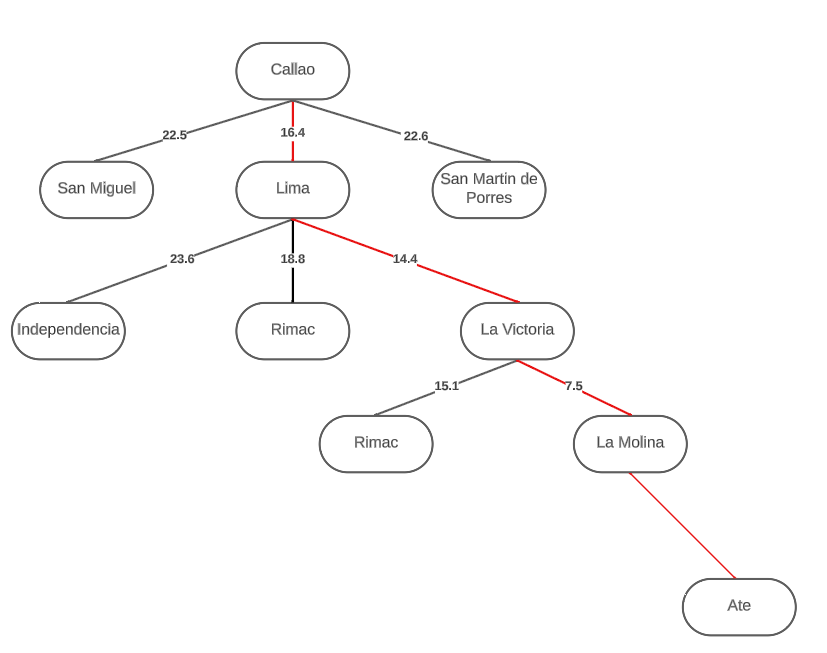 Callao
22.5
16.4
22.6
San Miguel
Lima
San Martin de
Porres
23.6
18.8
14.4
Independencia
Rimac
La Victoria
15.1
7.5
Rimac
La Molina
Ate